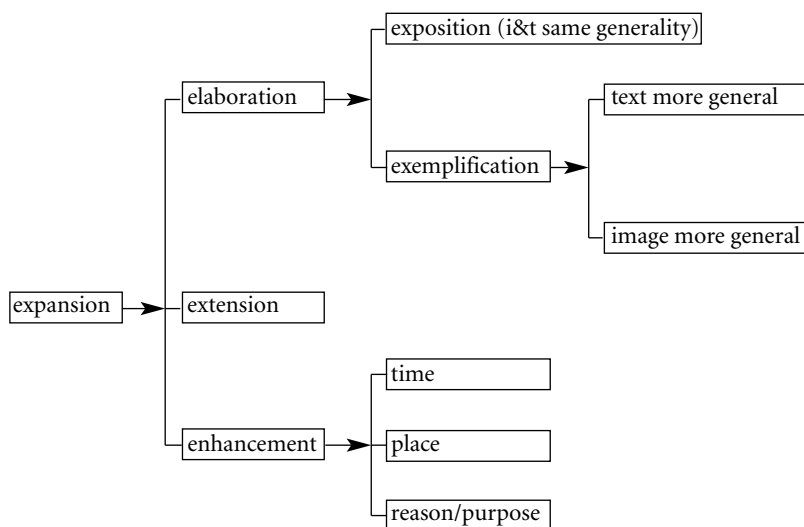 exposition (i&t same generality)
elaboration
text more general
exemplification
image more general
expansion
extension
time
enhancement
place
reason/purpose